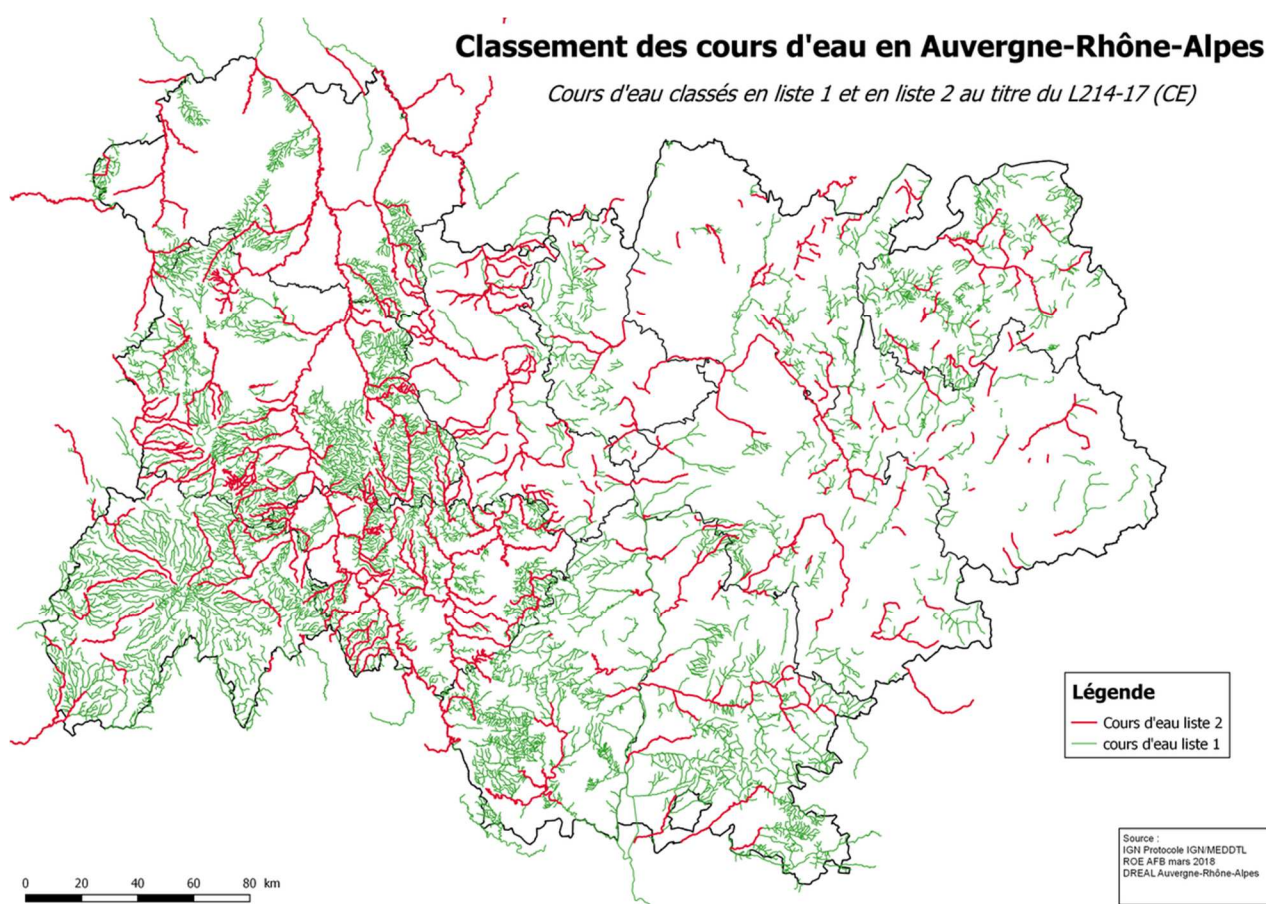 Classement des cours d'eau en Auvergne-Rhône-Alpes
Cours d'eau classés en liste 1 et en liste 2 au titre du L214-17 (CE)
Légende
Cours d'eau liste 2
cours d'eau liste 1
Source :
IGN Protocole IGN/MEDDTL
ROE AFB mars 2018
DREAL Auvergne-Rhône-Alpes
0 20 40 60 80 km